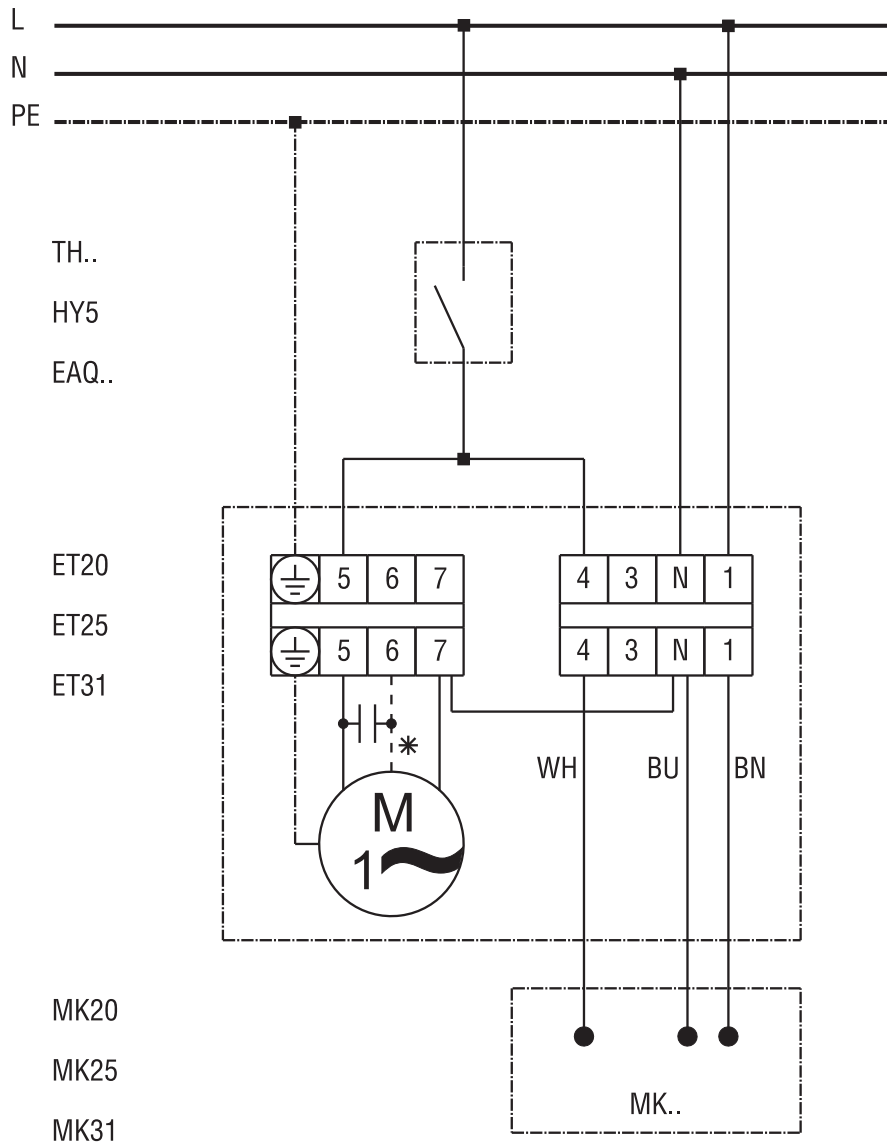 L
N
PE
TH..
HY5
EAQ..
ET20
ET25
ET31
5 6 7
4 3 N 1
5 6 7
4 3 N 1
*
WH BU BN
M
1~
MK20
MK25
MK31
MK..